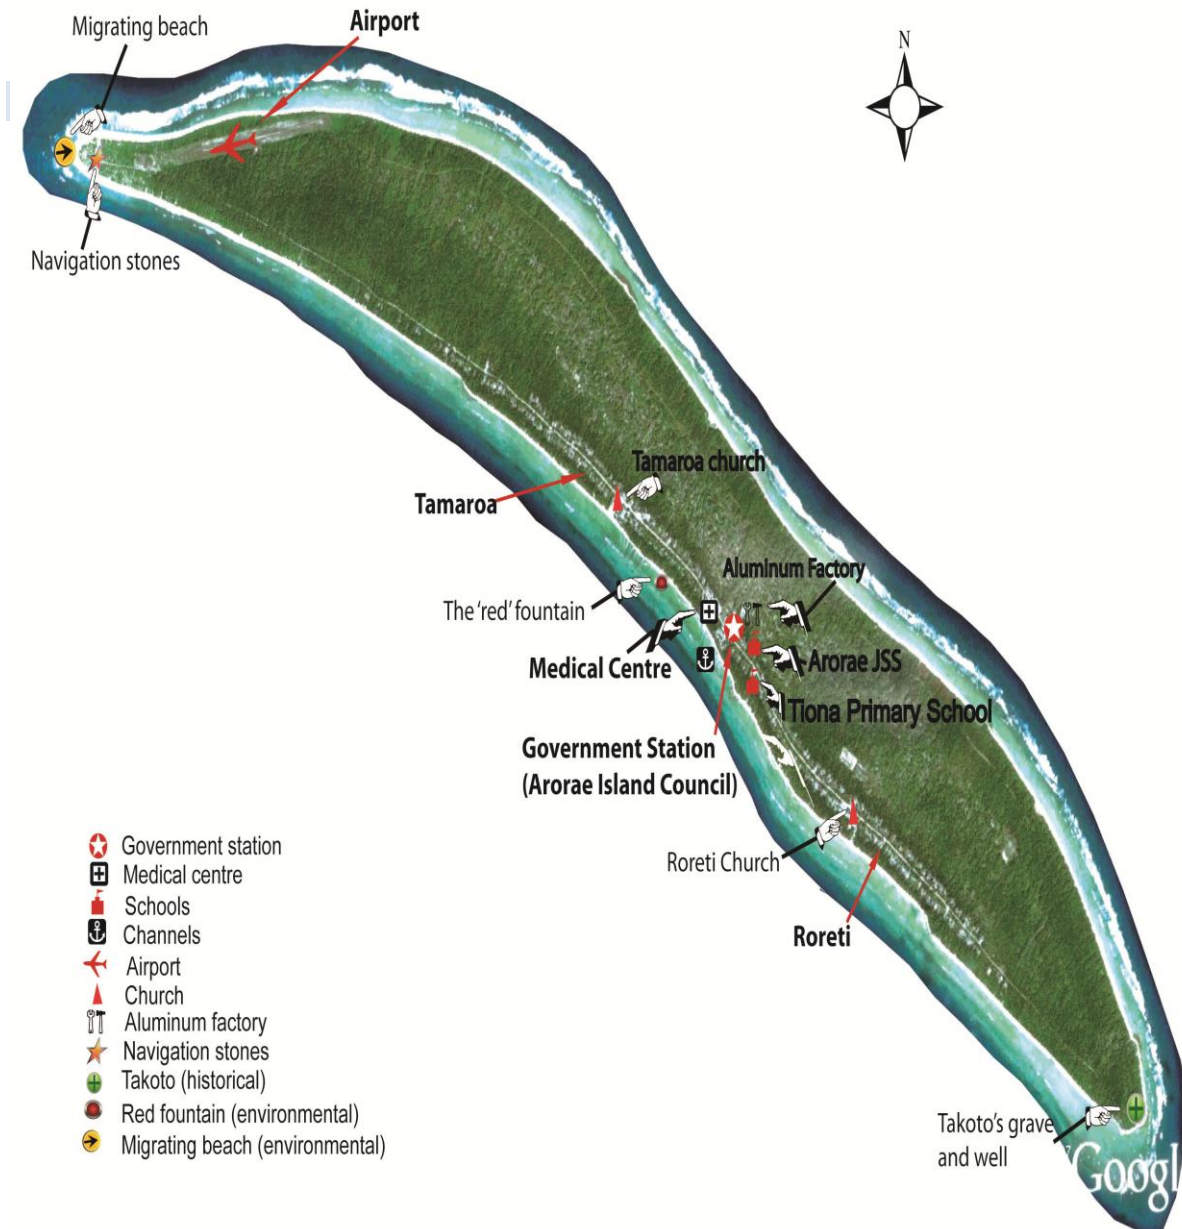 Migrating beach
Airport
N
Navigation stones
Tamaroa church
Tamaroa
Aluminum Factory
The 'red' fountain
Medical Centre
Arorae JSS
Tiona Primary School
Government Station
(Arorae Island Council)
Roreti Church
Roreti
Government station
Medical centre
Schools
Channels
Airport
Church
Aluminum factory
Navigation stones
Takoto (historical)
Red fountain (environmental)
Migrating beach (environmental)
Takoto's grave
and well
Googl